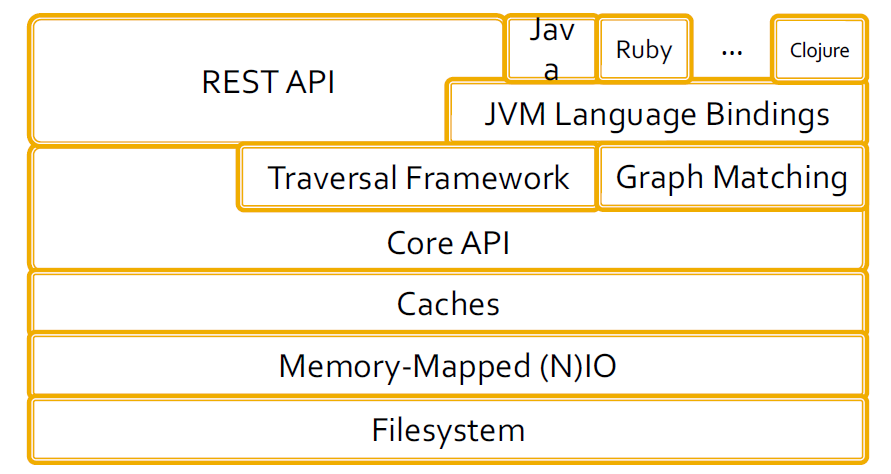 Jav
a
Ruby
...
Clojure
REST API
JVM Language Bindings
Traversal Framework
Graph Matching
Core API
Caches
Memory-Mapped (N)IO
Filesystem